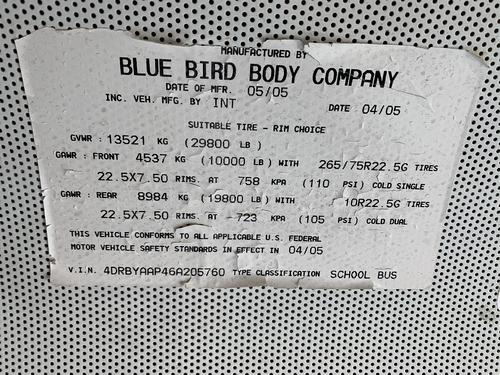 MANUFACTURED BY
BLUE BIRD BODY COMPANY
DATE OF MFR. 05/05
INC. VEH. MFG. BY INT DATE 04/05
SUITABLE TIRE - RIM CHOICE
GVWR : 13521 KG (29800 LB )
GAWR : FRONT 4537 KG (10000 LB ) WITH 265/75R22.5G TIRES
22.5X7.50 RIMS. AT 758 KPA (110 PSI) COLD SINGLE
GAWR : REAR 8984 KG (19800 LB) WITH 10R22.5G TIRES
22.5X7.50 RIMS. AT 723 KPA (105 PSI) COLD DUAL
THIS VEHICLE CONFORMS TO ALL APPLICABLE U.S. FEDERAL
MOTOR VEHICLE SAFETY STANDARDS IN EFFECT IN 04/05
V.I.N. 4DRBYAAP46A205760 TYPE CLASSIFICATION SCHOOL BUS